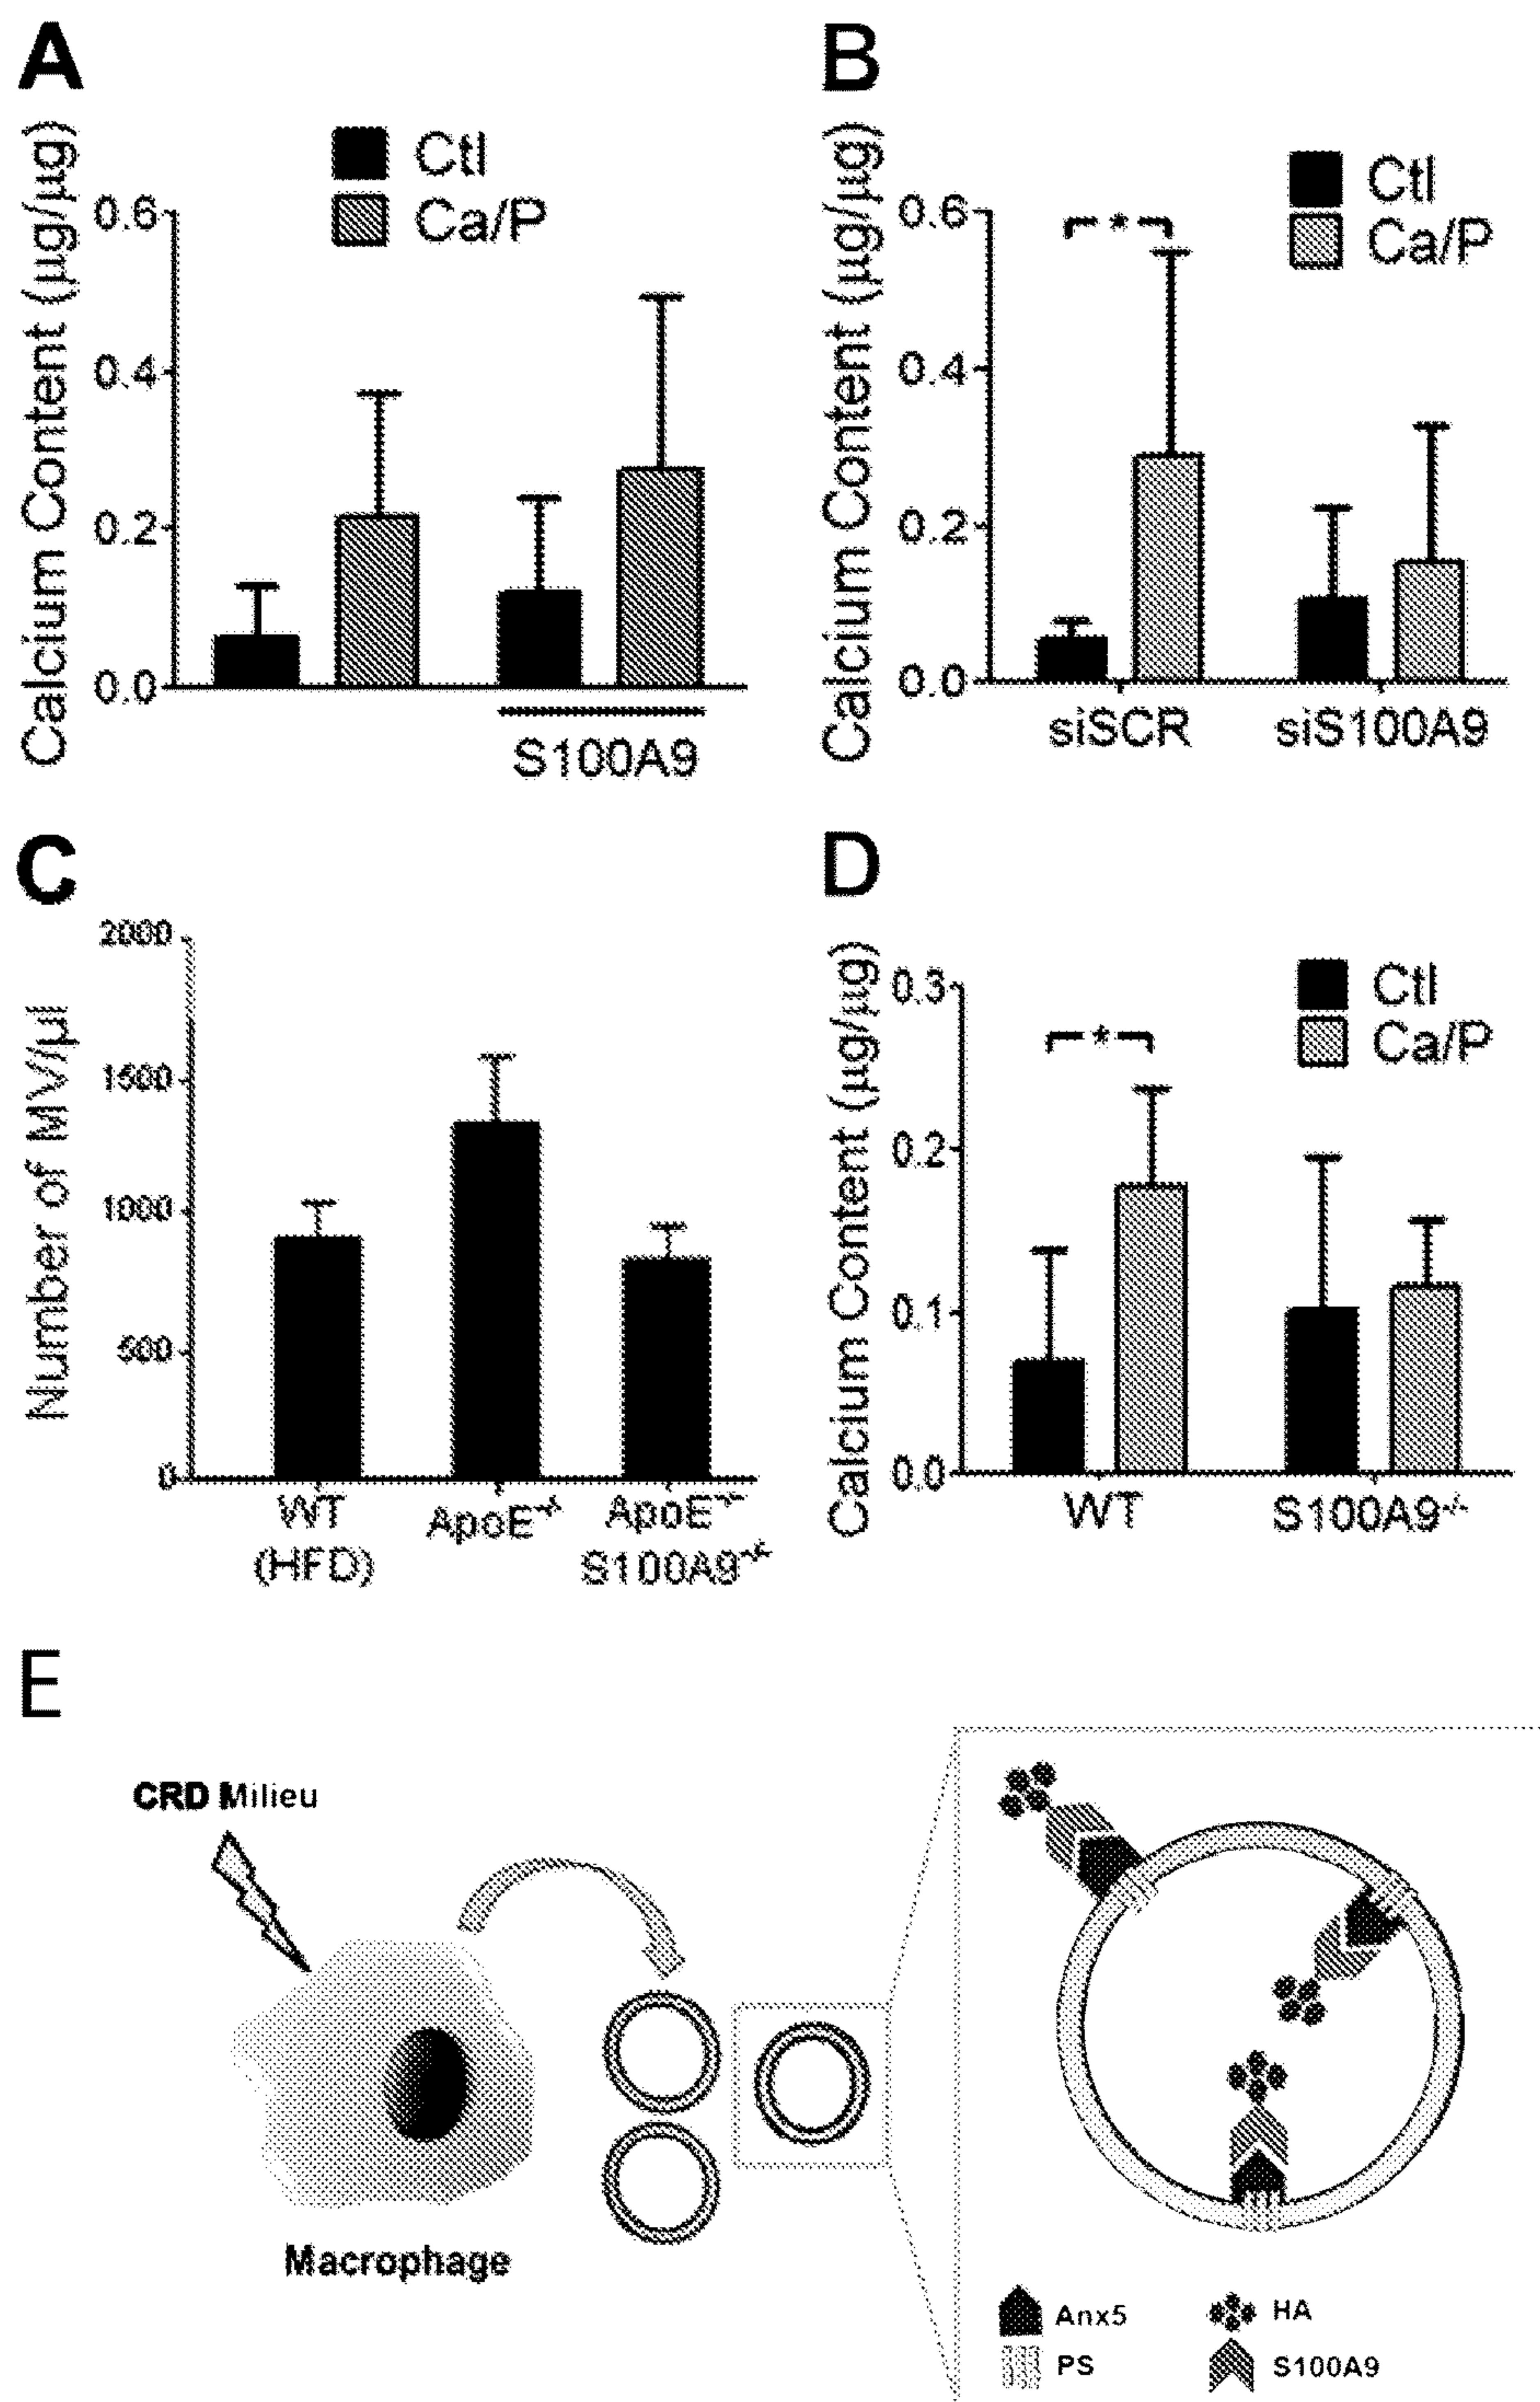 A
Calcium Content (µg/µg)
Ctl
Ca/P
0.6
0.4
0.2
0.0
S100A9
B
Calcium Content (µg/µg)
Ctl
Ca/P
0.6
0.4
0.2
0.0
*
siSCR
siS100A9
C
Number of MV/µl
2000
1500
1000
500
0
WT
(HFD)
ApoE-/-
ApoE-/-
S100A9-/-
D
Calcium Content (µg/µg)
Ctl
Ca/P
0.3
0.2
0.1
0.0
*
WT
S100A9-/-
E
CRD Milieu
Macrophage
Anx5
HA
PS
S100A9